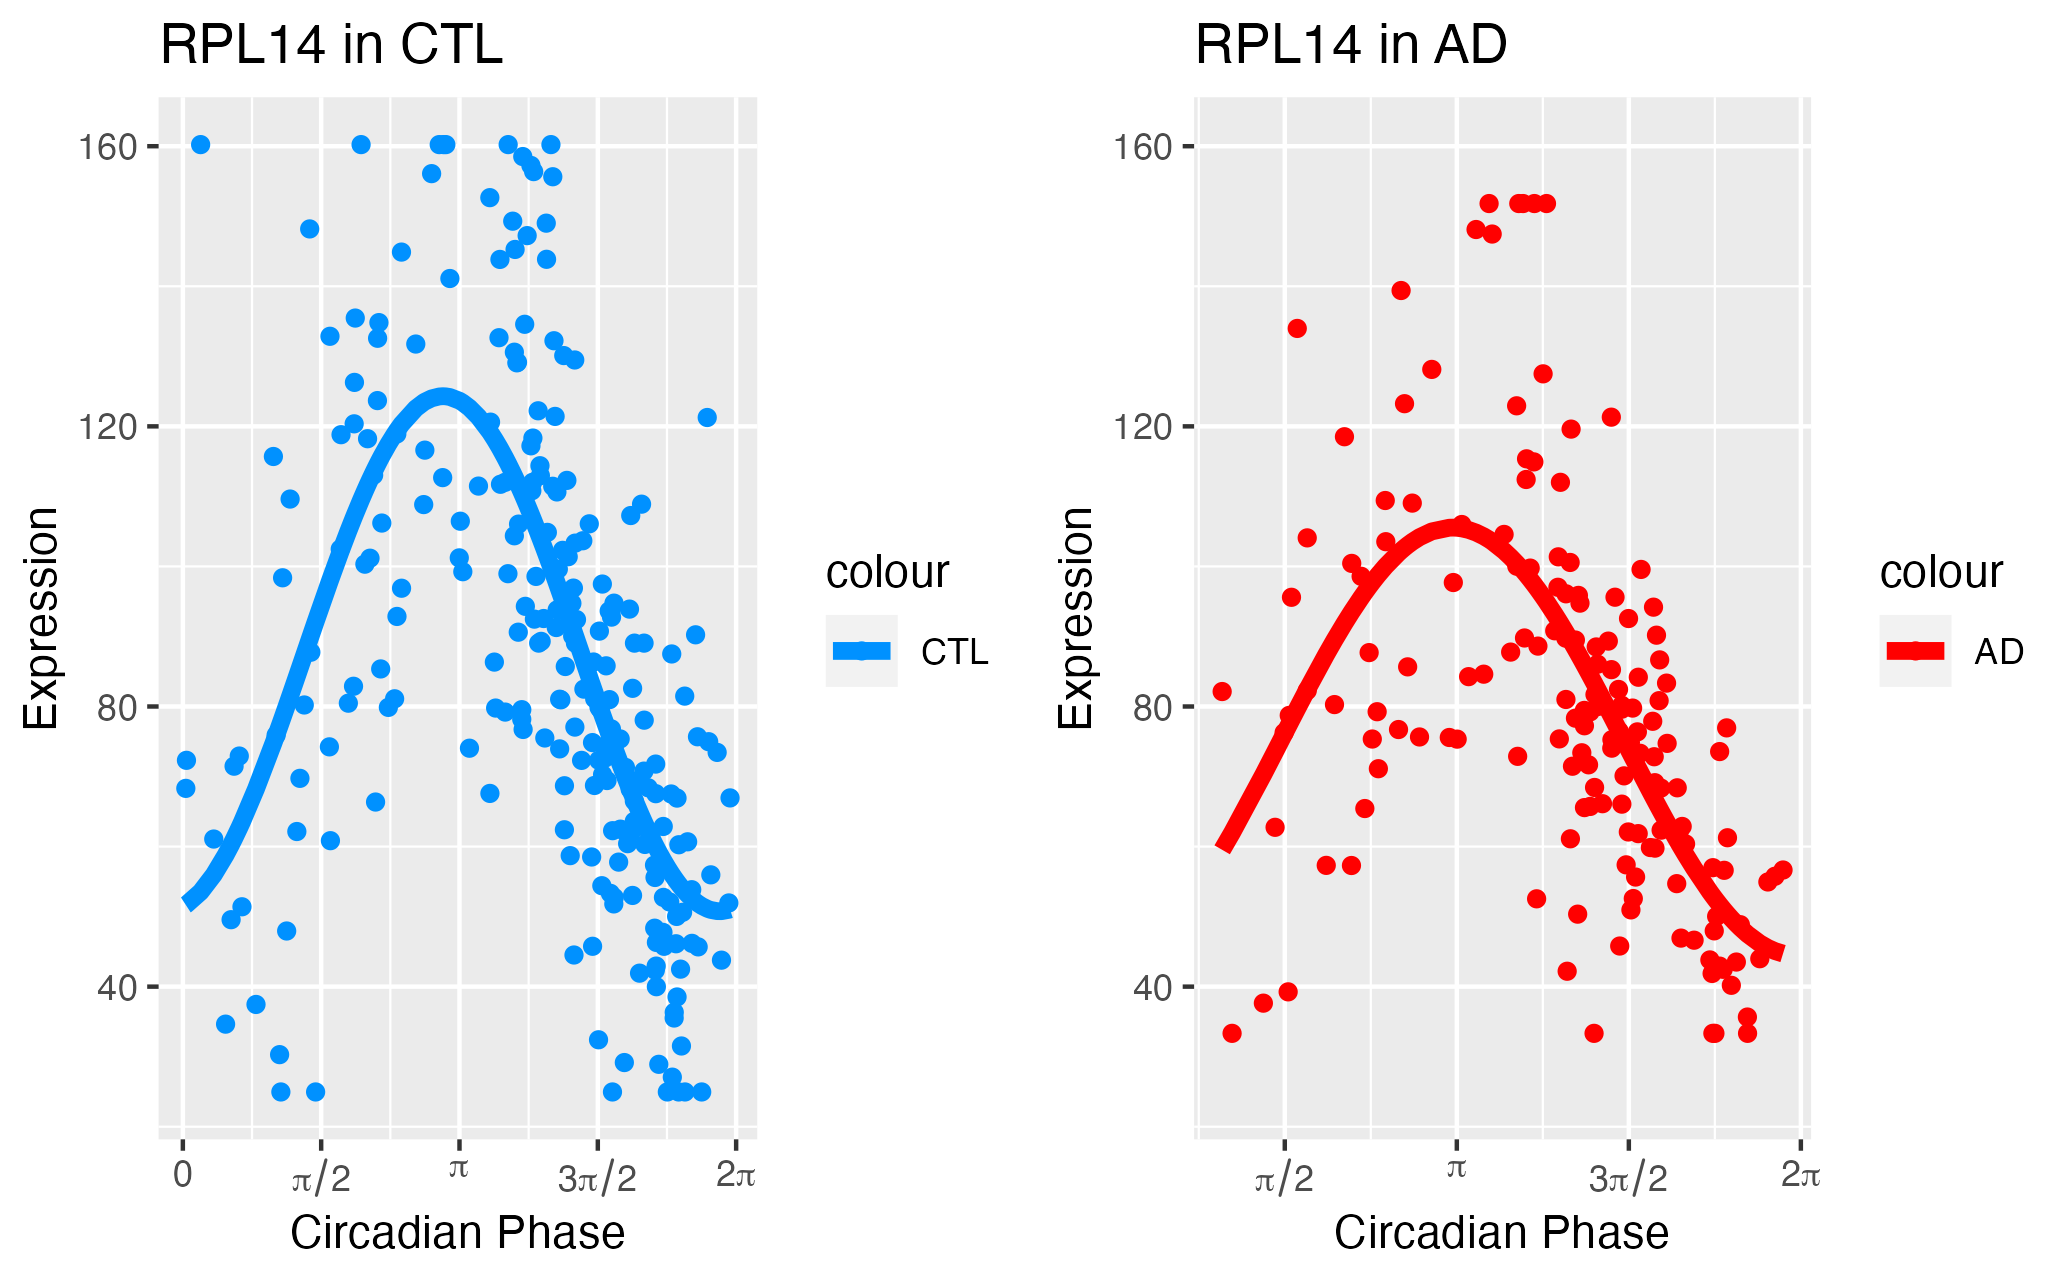 RPL14 in CTL
160
120
80
40
Expression
0
π/2
π
3π/2
2π
Circadian Phase
colour
CTL
RPL14 in AD
160
120
80
40
Expression
π/2
π
3π/2
2π
Circadian Phase
colour
AD